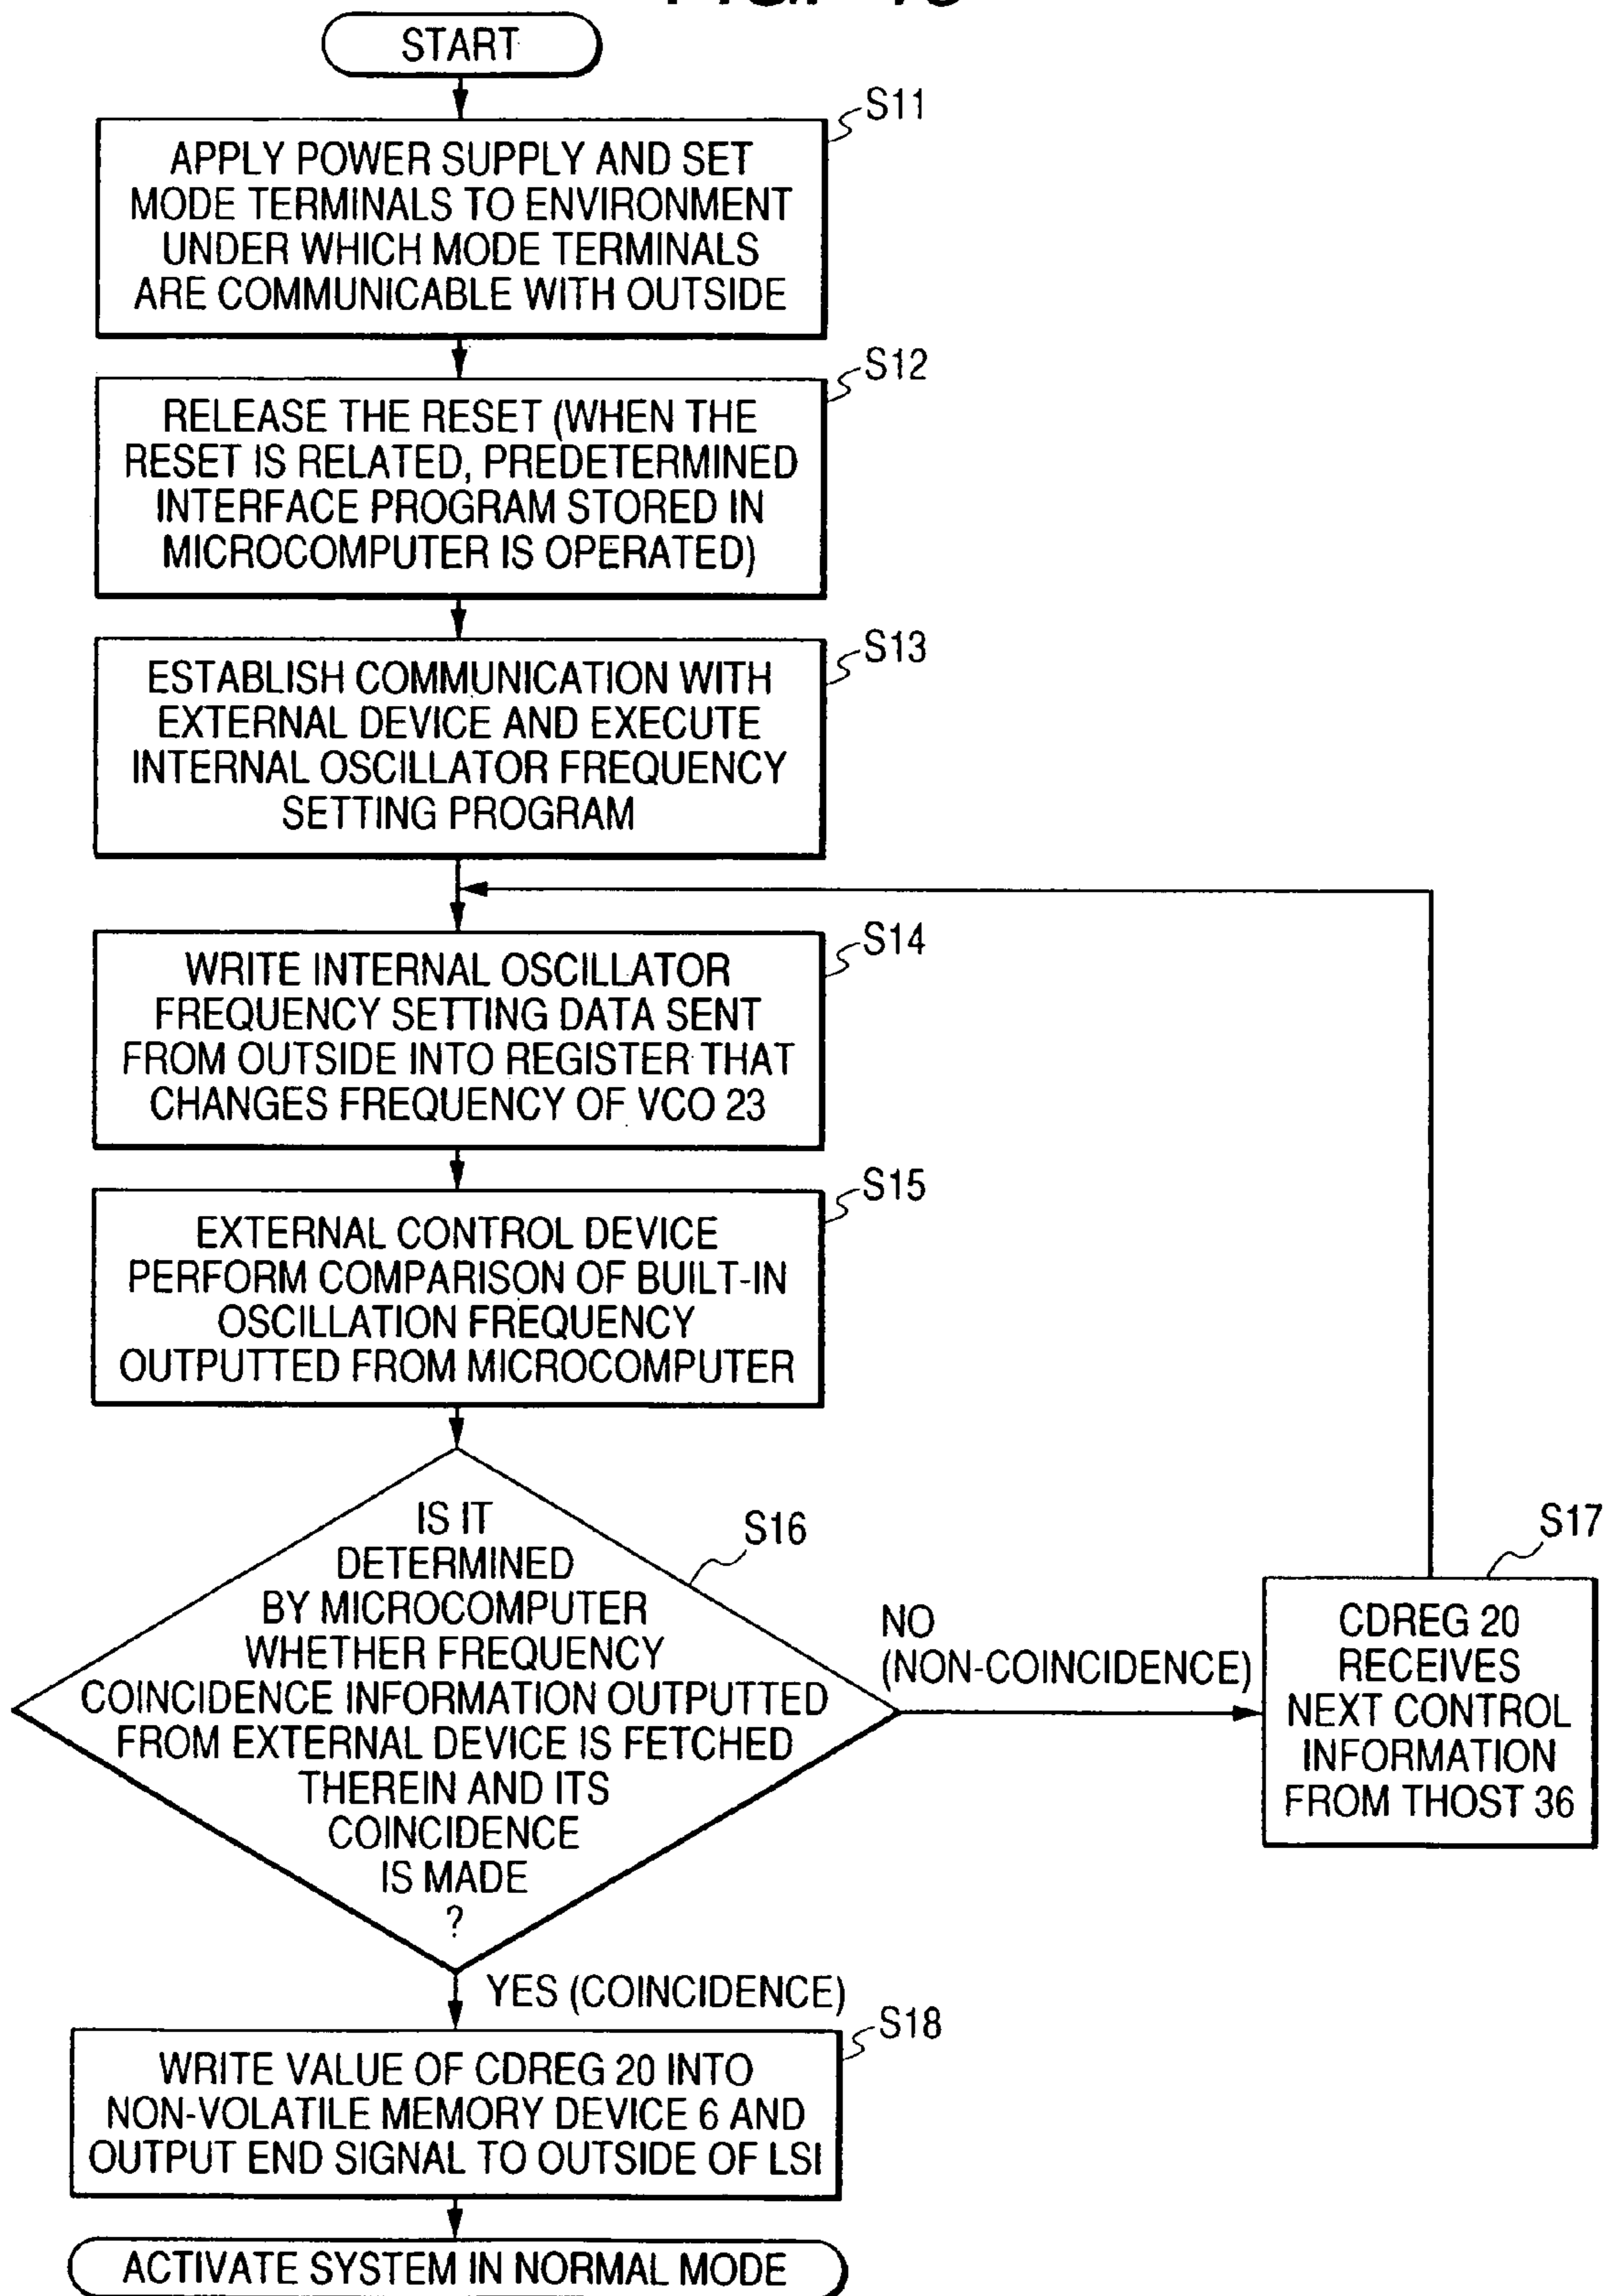 START
S11
APPLY POWER SUPPLY AND SET
MODE TERMINALS TO ENVIRONMENT
UNDER WHICH MODE TERMINALS
ARE COMMUNICABLE WITH OUTSIDE
S12
RELEASE THE RESET (WHEN THE
RESET IS RELATED, PREDETERMINED
INTERFACE PROGRAM STORED IN
MICROCOMPUTER IS OPERATED)
S13
ESTABLISH COMMUNICATION WITH
EXTERNAL DEVICE AND EXECUTE
INTERNAL OSCILLATOR FREQUENCY
SETTING PROGRAM
S14
WRITE INTERNAL OSCILLATOR
FREQUENCY SETTING DATA SENT
FROM OUTSIDE INTO REGISTER THAT
CHANGES FREQUENCY OF VCO 23
S15
EXTERNAL CONTROL DEVICE
PERFORM COMPARISON OF BUILT-IN
OSCILLATION FREQUENCY
OUTPUTTED FROM MICROCOMPUTER
S16
IS IT
DETERMINED
BY MICROCOMPUTER
WHETHER FREQUENCY
COINCIDENCE INFORMATION OUTPUTTED
FROM EXTERNAL DEVICE IS FETCHED
THEREIN AND ITS
COINCIDENCE
IS MADE
?
NO
(NON-COINCIDENCE)
S17
CDREG 20
RECEIVES
NEXT CONTROL
INFORMATION
FROM THOST 36
YES (COINCIDENCE)
S18
WRITE VALUE OF CDREG 20 INTO
NON-VOLATILE MEMORY DEVICE 6 AND
OUTPUT END SIGNAL TO OUTSIDE OF LSI
ACTIVATE SYSTEM IN NORMAL MODE